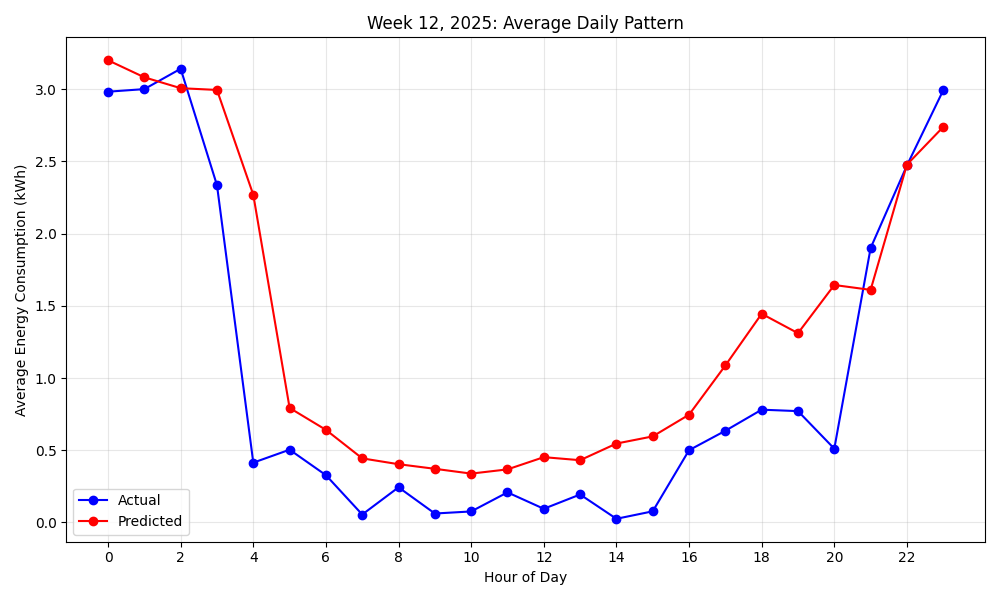 Week 12, 2025: Average Daily Pattern
Average Energy Consumption (kWh)
3.0
2.5
2.0
1.5
1.0
0.5
0.0
Actual
Predicted
0 2 4 6 8 10 12 14 16 18 20 22
Hour of Day